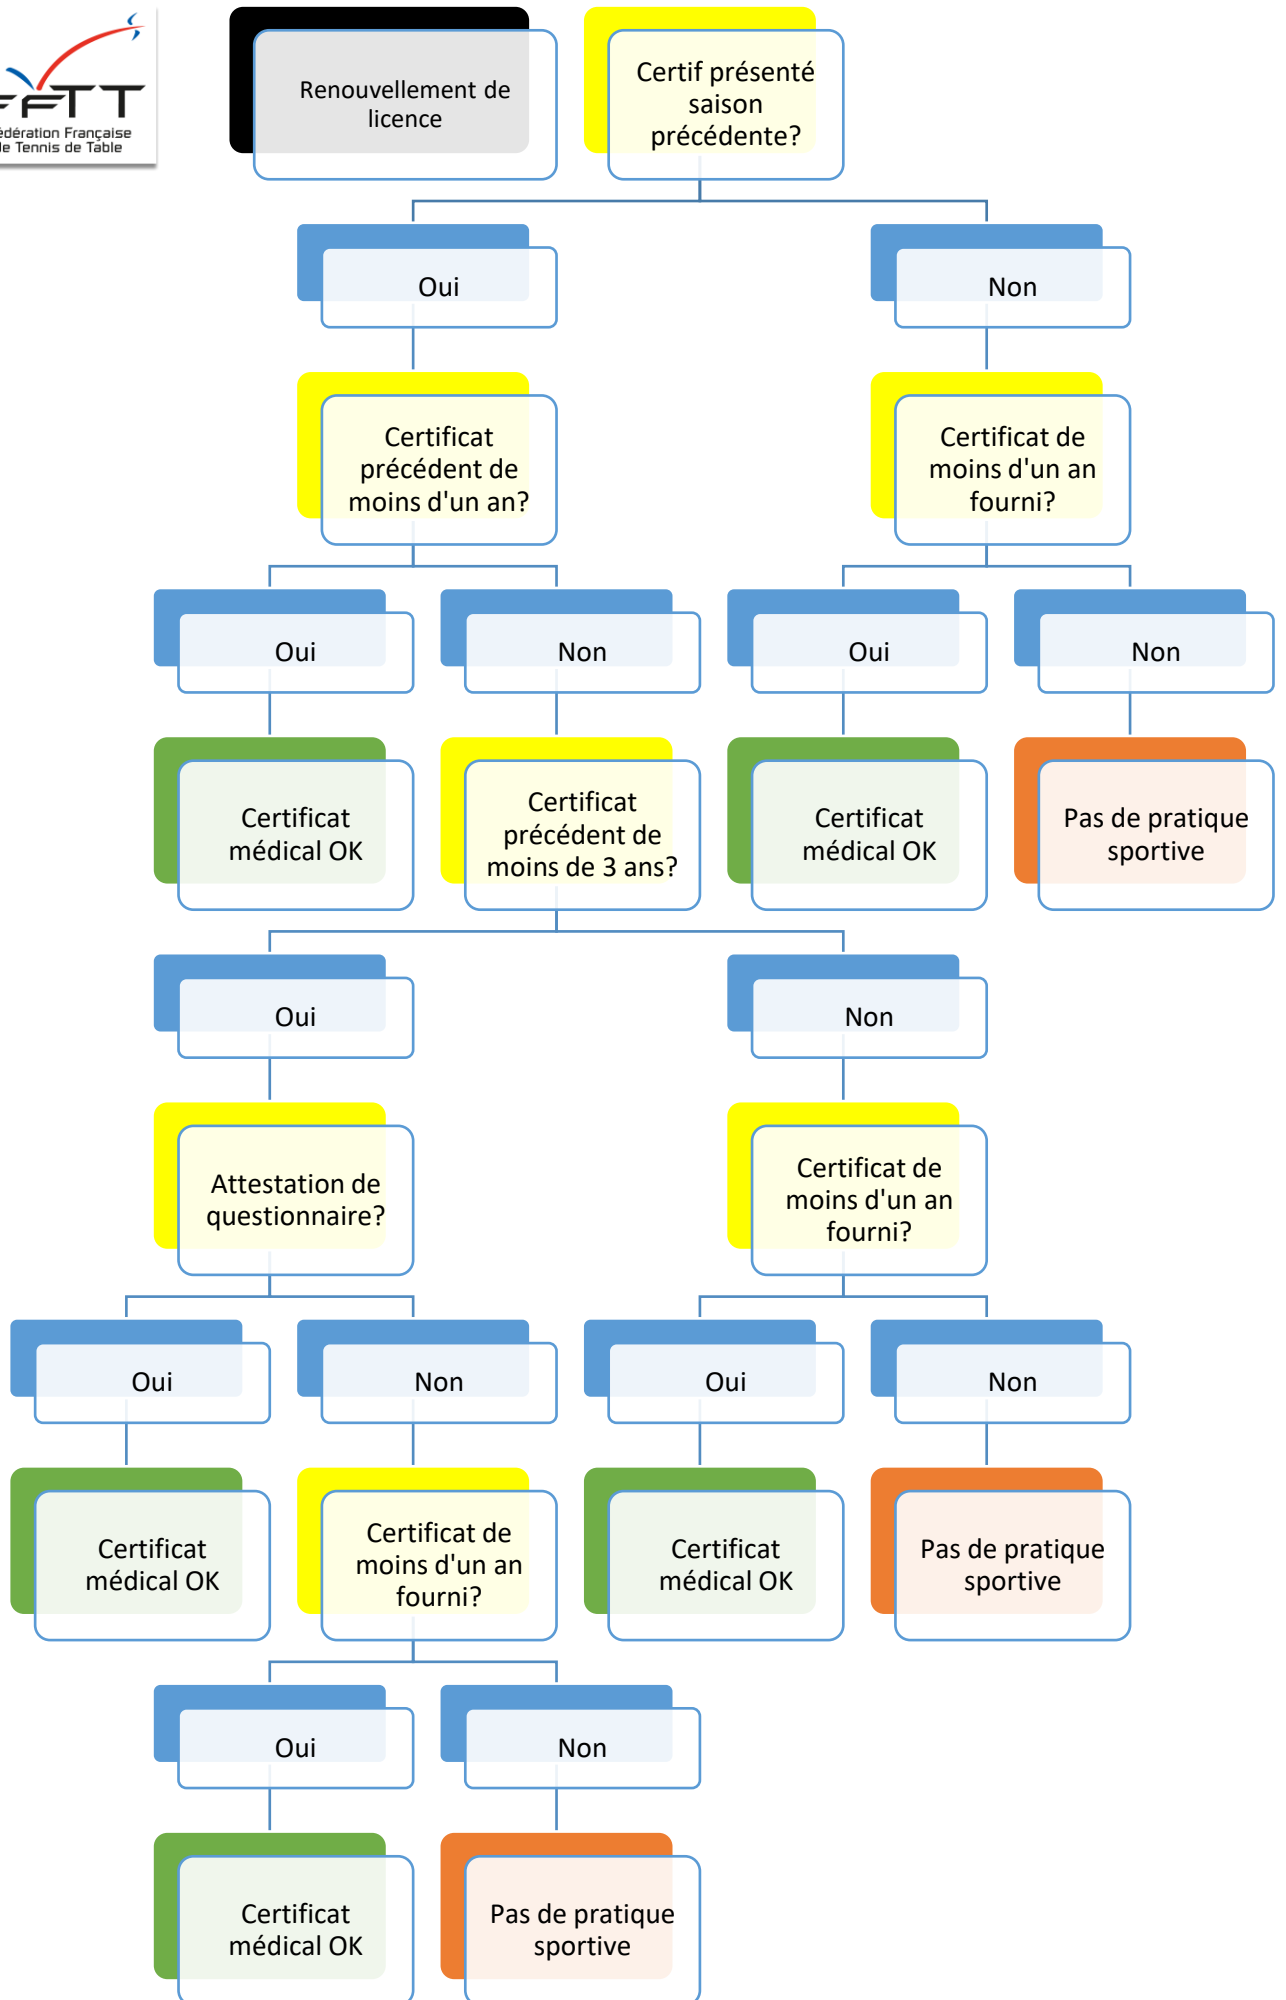 FFTT
Fédération Française
de Tennis de Table
Renouvellement de
licence
Certif présenté
saison
précédente?
Oui
Non
Certificat
précédent de
moins d'un an?
Certificat de
moins d'un an
fourni?
Oui
Non
Oui
Non
Certificat
médical OK
Certificat
précédent de
moins de 3 ans?
Certificat
médical OK
Pas de pratique
sportive
Oui
Non
Attestation de
questionnaire?
Certificat de
moins d'un an
fourni?
Oui
Non
Oui
Non
Certificat
médical OK
Certificat de
moins d'un an
fourni?
Certificat
médical OK
Pas de pratique
sportive
Oui
Non
Certificat
médical OK
Pas de pratique
sportive